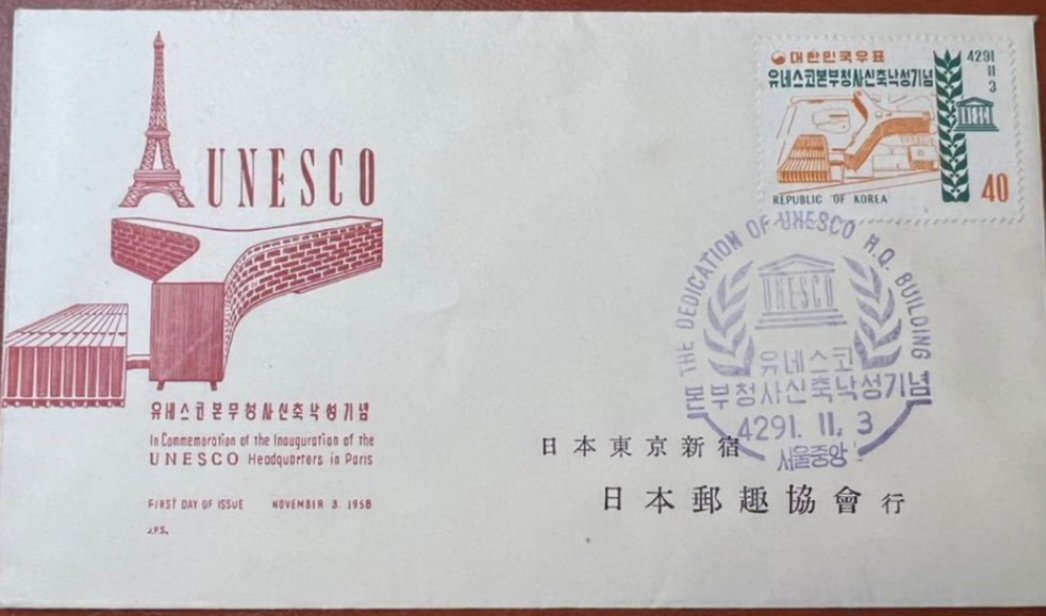 UNESCO
유네스코본부청사신축낙성기념
In Commemoration of the Inauguration of the
UNESCO Headquarters in Paris
FIRST DAY OF ISSUE NOVEMBER 3. 1958
J.P.S.
대한민국우표
유네스코본부청사신축낙성기념
4291
11
3
REPUBLIC OF KOREA
40
THE DEDICATION OF UNESCO H.Q. BUILDING
UNESCO
유네스코
본부청사신축낙성기념
4291. 11. 3
서울중앙
日本東京新宿
日本郵趣協會 行